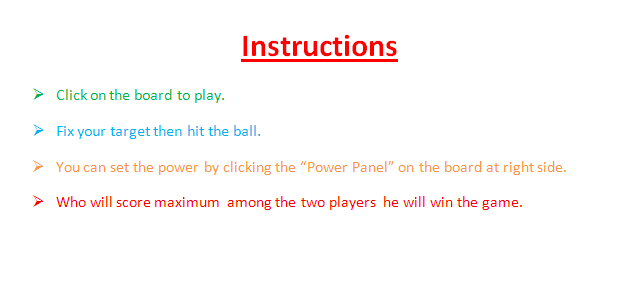 Instructions
Click on the board to play.
Fix your target then hit the ball.
You can set the power by clicking the “Power Panel” on the board at right side.
Who will score maximum among the two players he will win the game.